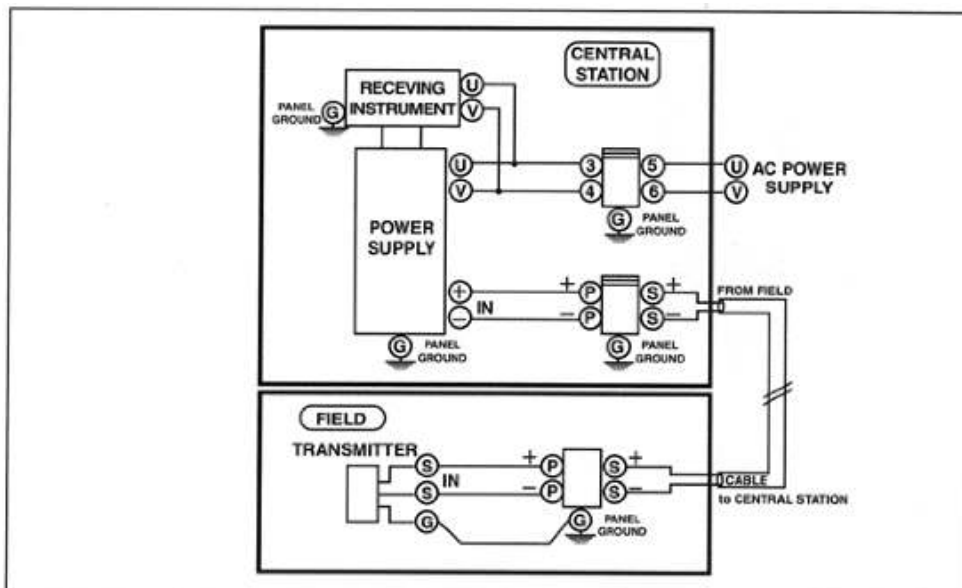 CENTRAL
STATION
RECEVING
INSTRUMENT
U
V
PANEL
GROUND
G
U
V
3
4
5
6
U
V
AC POWER
SUPPLY
G
PANEL
GROUND
POWER
SUPPLY
+
−
IN
+
P
−
P
S
+
S
−
FROM FIELD
G
PANEL
GROUND
G
PANEL
GROUND
FIELD
TRANSMITTER
S
IN
S
G
+
P
−
P
S
+
S
−
CABLE
to CENTRAL STATION
G
PANEL
GROUND